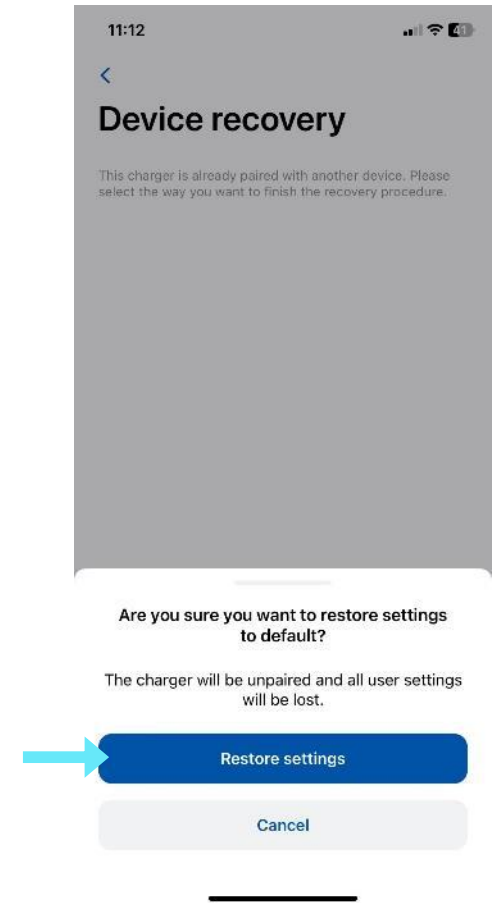 11:12
41
Device recovery
This charger is already paired with another device. Please
select the way you want to finish the recovery procedure.
Are you sure you want to restore settings
to default?
The charger will be unpaired and all user settings
will be lost.
Restore settings
Cancel